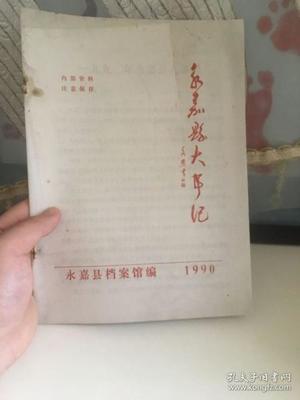 内部资料
注意保存
永嘉县大事记
永嘉县档案馆编 1990
孔夫子旧书网